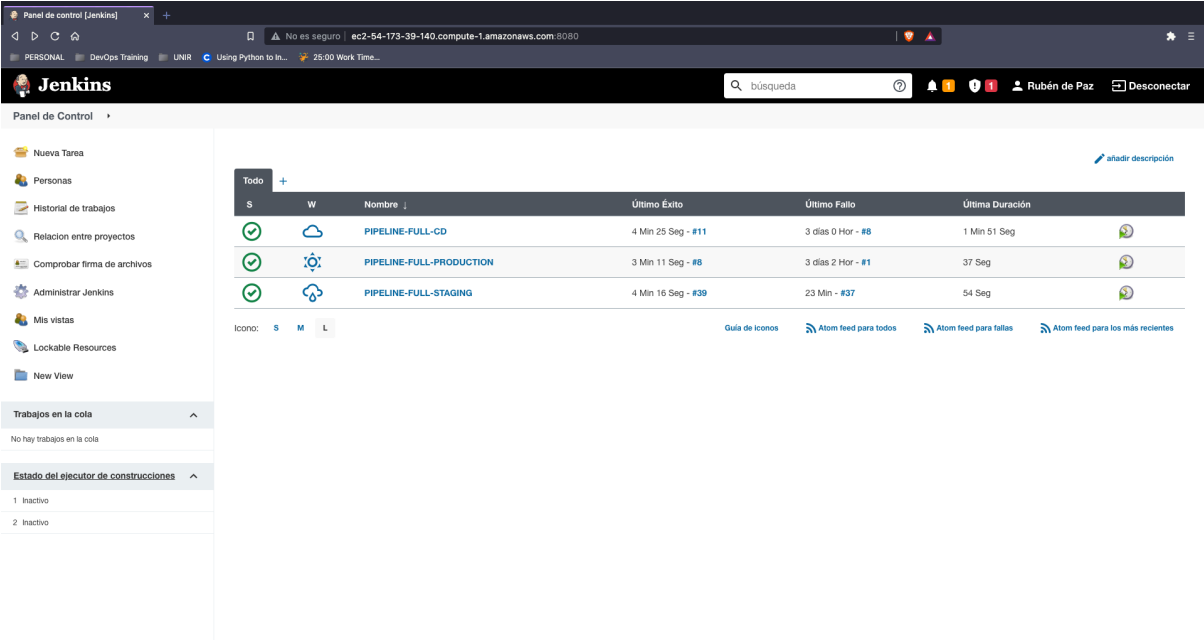 Panel de control [Jenkins]
No es seguro ec2-54-173-39-140.compute-1.amazonaws.com:8080
PERSONAL DevOps Training UNIR Using Python to In... 25:00 Work Time...
Jenkins búsqueda 1 1 Rubén de Paz Desconectar
Panel de Control
Nueva Tarea
Personas
Historial de trabajos
Relacion entre proyectos
Comprobar firma de archivos
Administrar Jenkins
Mis vistas
Lockable Resources
New View
Trabajos en la cola
No hay trabajos en la cola
Estado del ejecutor de construcciones
1 Inactivo
2 Inactivo
añadir descripción
Todo +
S W Nombre ↓ Último Éxito Último Fallo Última Duración
PIPELINE-FULL-CD 4 Min 25 Seg - #11 3 días 0 Hor - #8 1 Min 51 Seg
PIPELINE-FULL-PRODUCTION 3 Min 11 Seg - #8 3 días 2 Hor - #1 37 Seg
PIPELINE-FULL-STAGING 4 Min 16 Seg - #39 23 Min - #37 54 Seg
Icono: S M L Guía de iconos Atom feed para todos Atom feed para fallas Atom feed para los más recientes